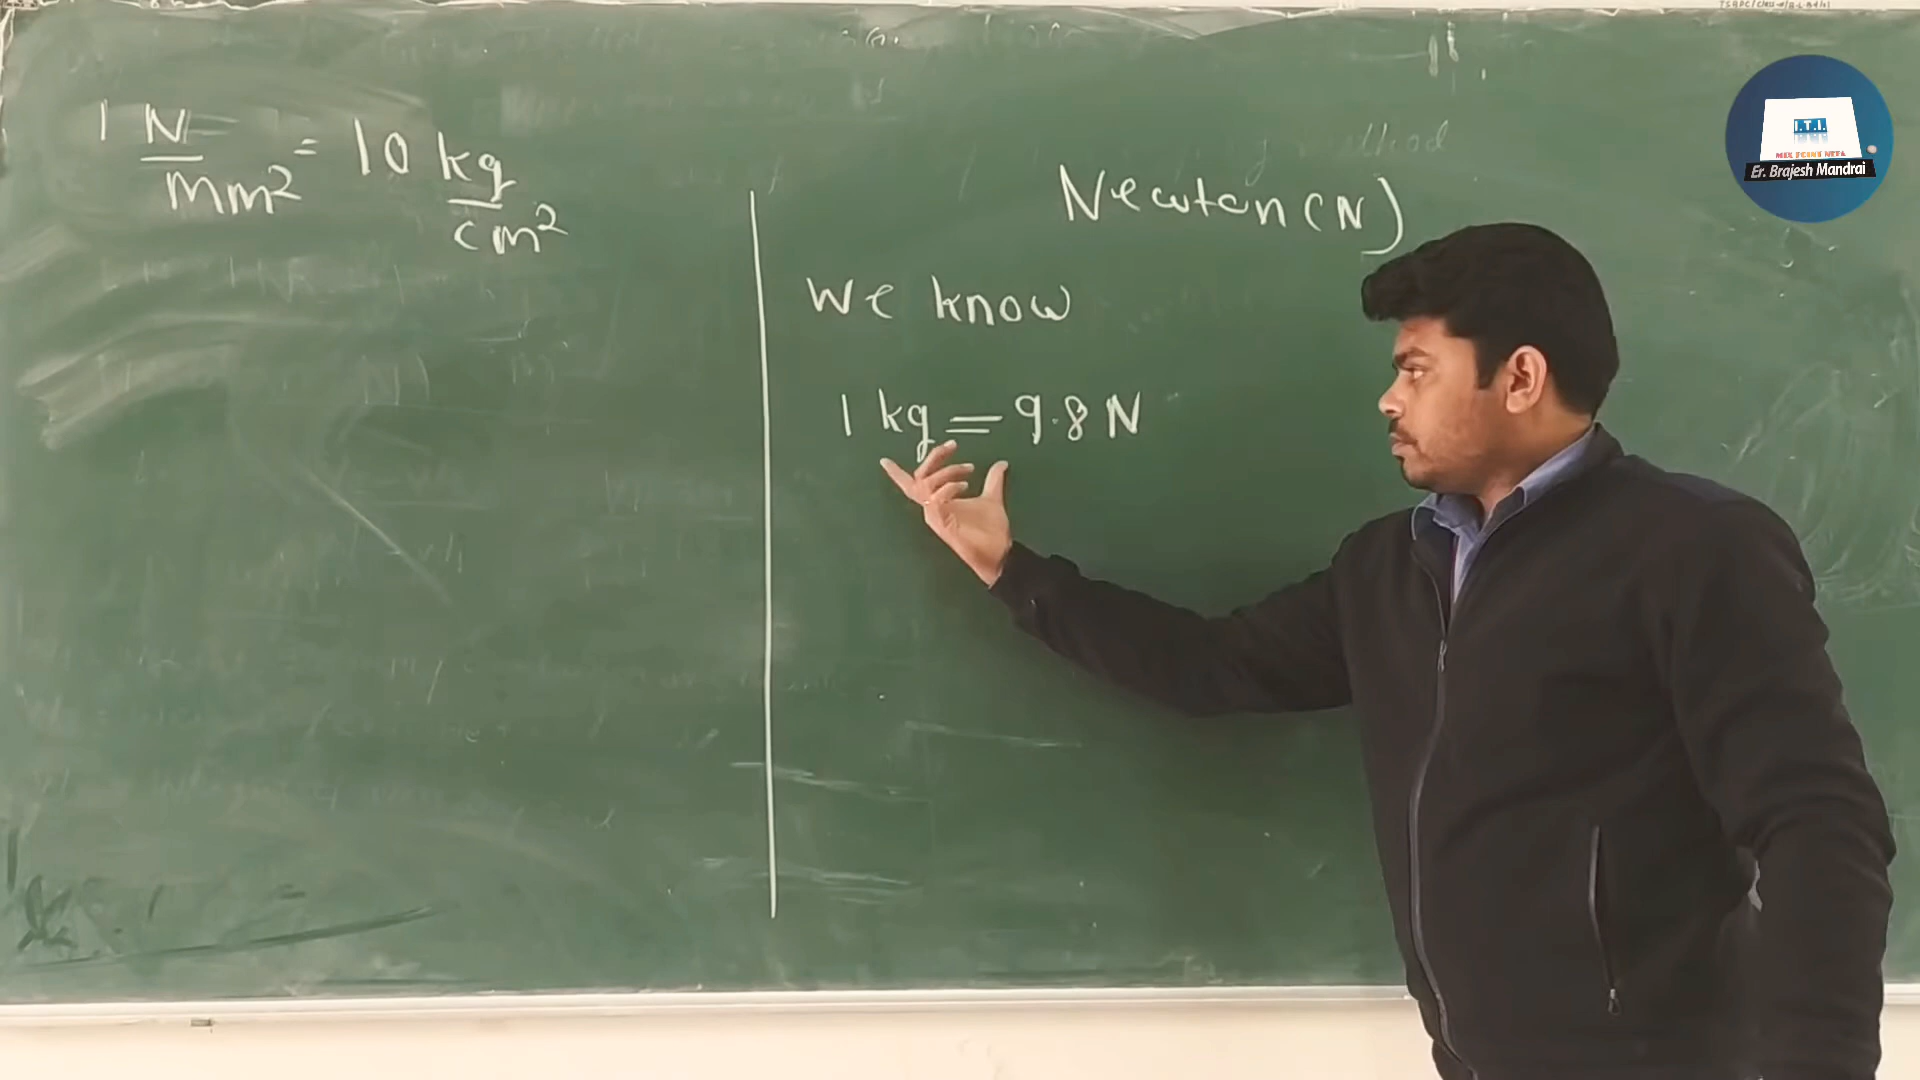 1 N/mm² = 10 kg/cm²
Newton (N)
We know
1 kg = 9.8 N
I.T.I.
Er. Brajesh Mandrai